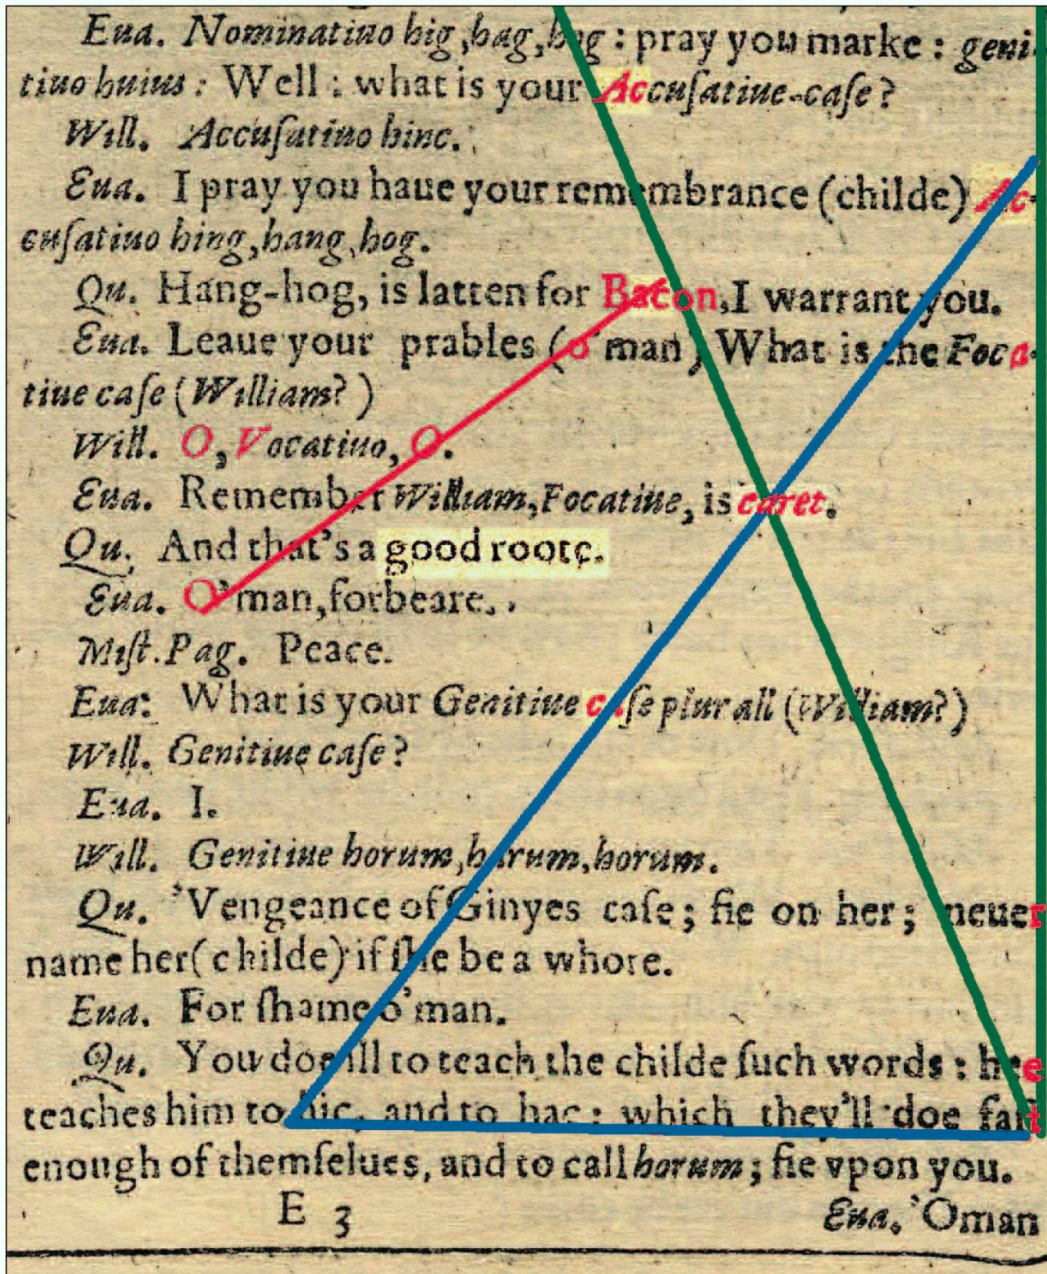 Eua. Nominatiuo hig, hag, hog : pray you marke : geni-
tiuo huius : Well : what is your Accuſatiue-caſe ?
Will. Accuſatiuo hinc.
Eua. I pray you haue your remembrance (childe) Ac-
cuſatiuo hing, hang, hog.
Qu. Hang-hog, is latten for Bacon, I warrant you.
Eua. Leaue your prables (o'man) What is the Foca-
tiue caſe (William?)
Will. O, Vocatiuo, O.
Eua. Remember William, Focatiue, is caret.
Qu. And that's a good roote.
Eua. O'man, forbeare.
Miſt. Pag. Peace.
Eua: What is your Genitiue caſe plurall (William?)
Will. Genitiue caſe ?
Eua. I.
Will. Genitiue horum, harum, horum.
Qu. 'Vengeance of Ginyes caſe; fie on her; neuer
name her (childe) if ſhe be a whore.
Eua. For ſhame o'man.
Qu. You doe ill to teach the childe ſuch words : hee
teaches him to hic, and to hac; which they'll doe faſt
enough of themſelues, and to call horum; fie vpon you.
E 3
Eua. 'Oman